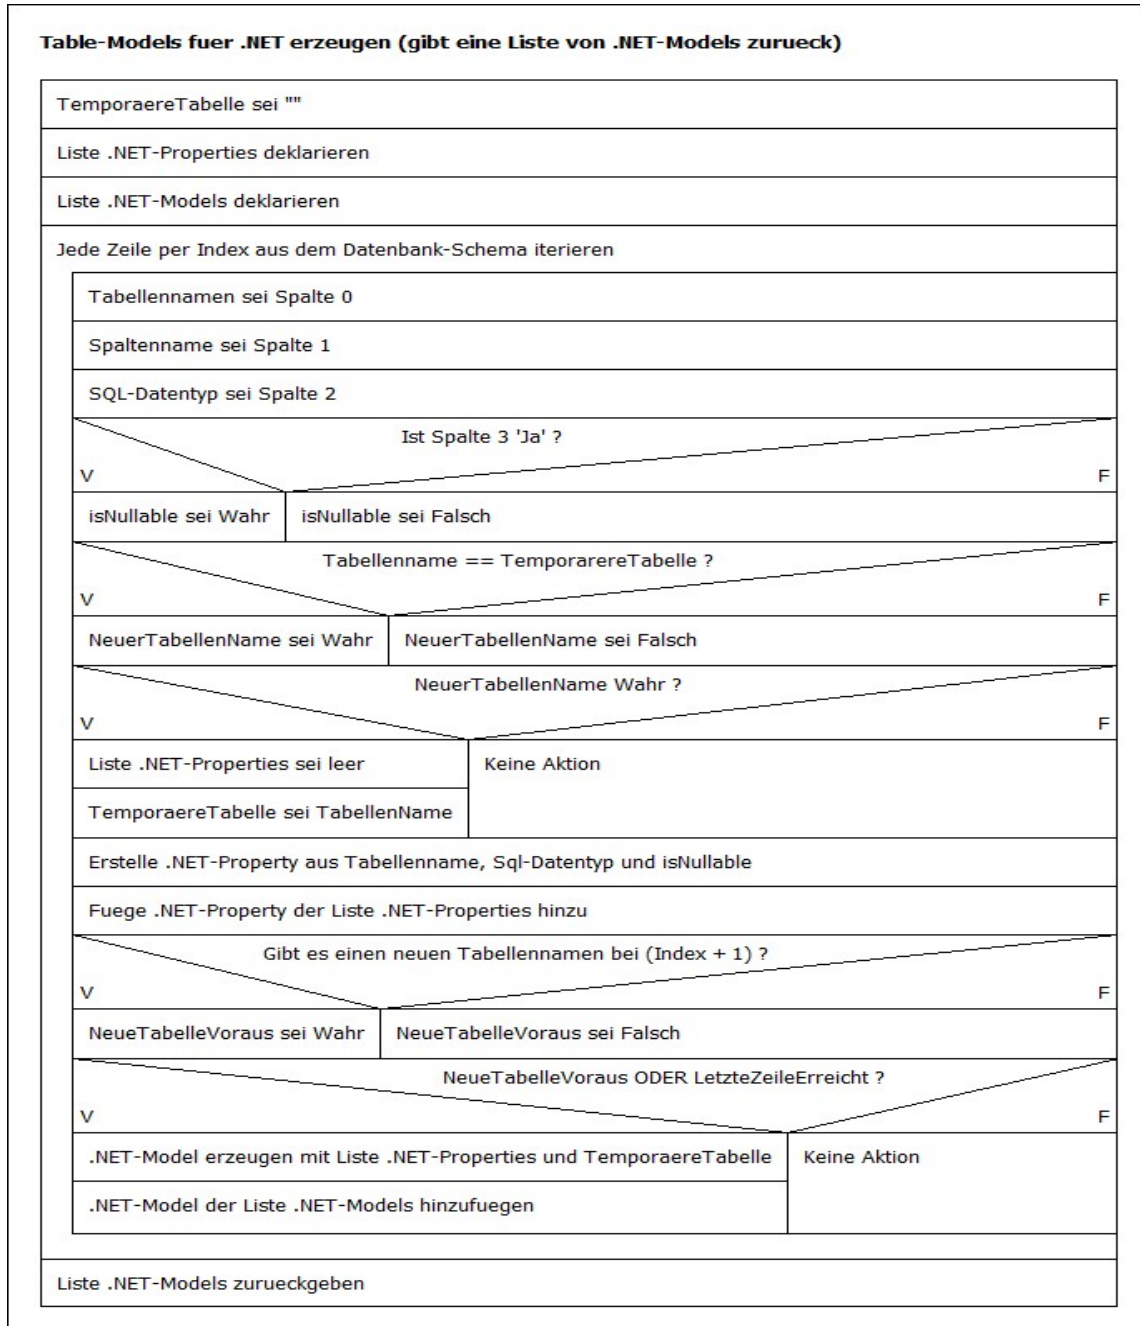 Table-Models fuer .NET erzeugen (gibt eine Liste von .NET-Models zurueck)
TemporaereTabelle sei ""
Liste .NET-Properties deklarieren
Liste .NET-Models deklarieren
Jede Zeile per Index aus dem Datenbank-Schema iterieren
Tabellennamen sei Spalte 0
Spaltenname sei Spalte 1
SQL-Datentyp sei Spalte 2
Ist Spalte 3 'Ja' ?
V F
isNullable sei Wahr isNullable sei Falsch
Tabellenname == TemporarereTabelle ?
V F
NeuerTabellenName sei Wahr NeuerTabellenName sei Falsch
NeuerTabellenName Wahr ?
V F
Liste .NET-Properties sei leer Keine Aktion
TemporaereTabelle sei TabellenName
Erstelle .NET-Property aus Tabellenname, Sql-Datentyp und isNullable
Fuege .NET-Property der Liste .NET-Properties hinzu
Gibt es einen neuen Tabellennamen bei (Index + 1) ?
V F
NeueTabelleVoraus sei Wahr NeueTabelleVoraus sei Falsch
NeueTabelleVoraus ODER LetzteZeileErreicht ?
V F
.NET-Model erzeugen mit Liste .NET-Properties und TemporaereTabelle Keine Aktion
.NET-Model der Liste .NET-Models hinzufuegen
Liste .NET-Models zurueckgeben